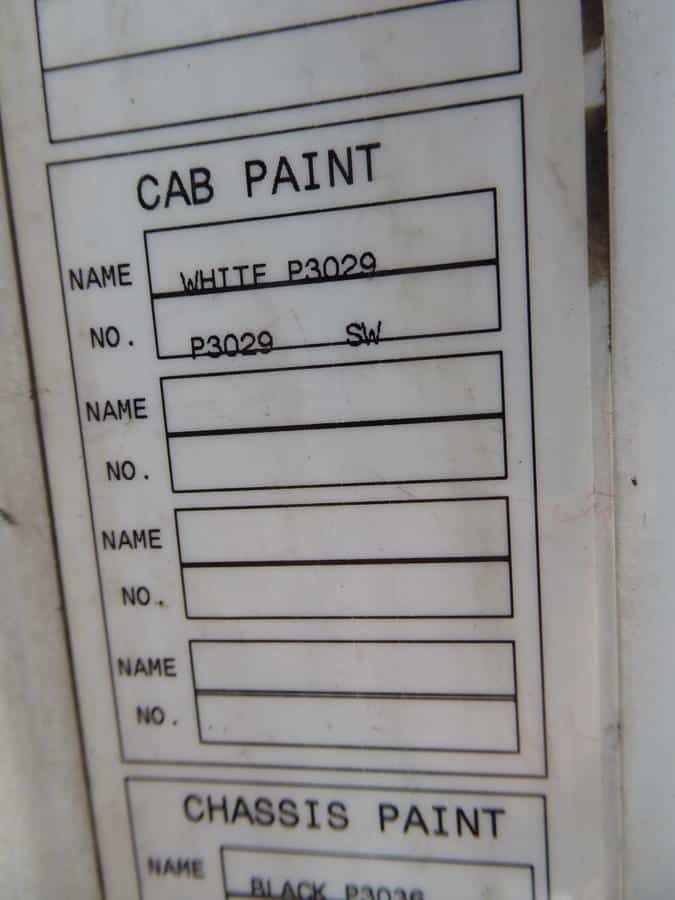 CAB PAINT
NAME WHITE P3029
NO. P3029 SW
NAME
NO.
NAME
NO.
NAME
NO.
CHASSIS PAINT
NAME BLACK P3036